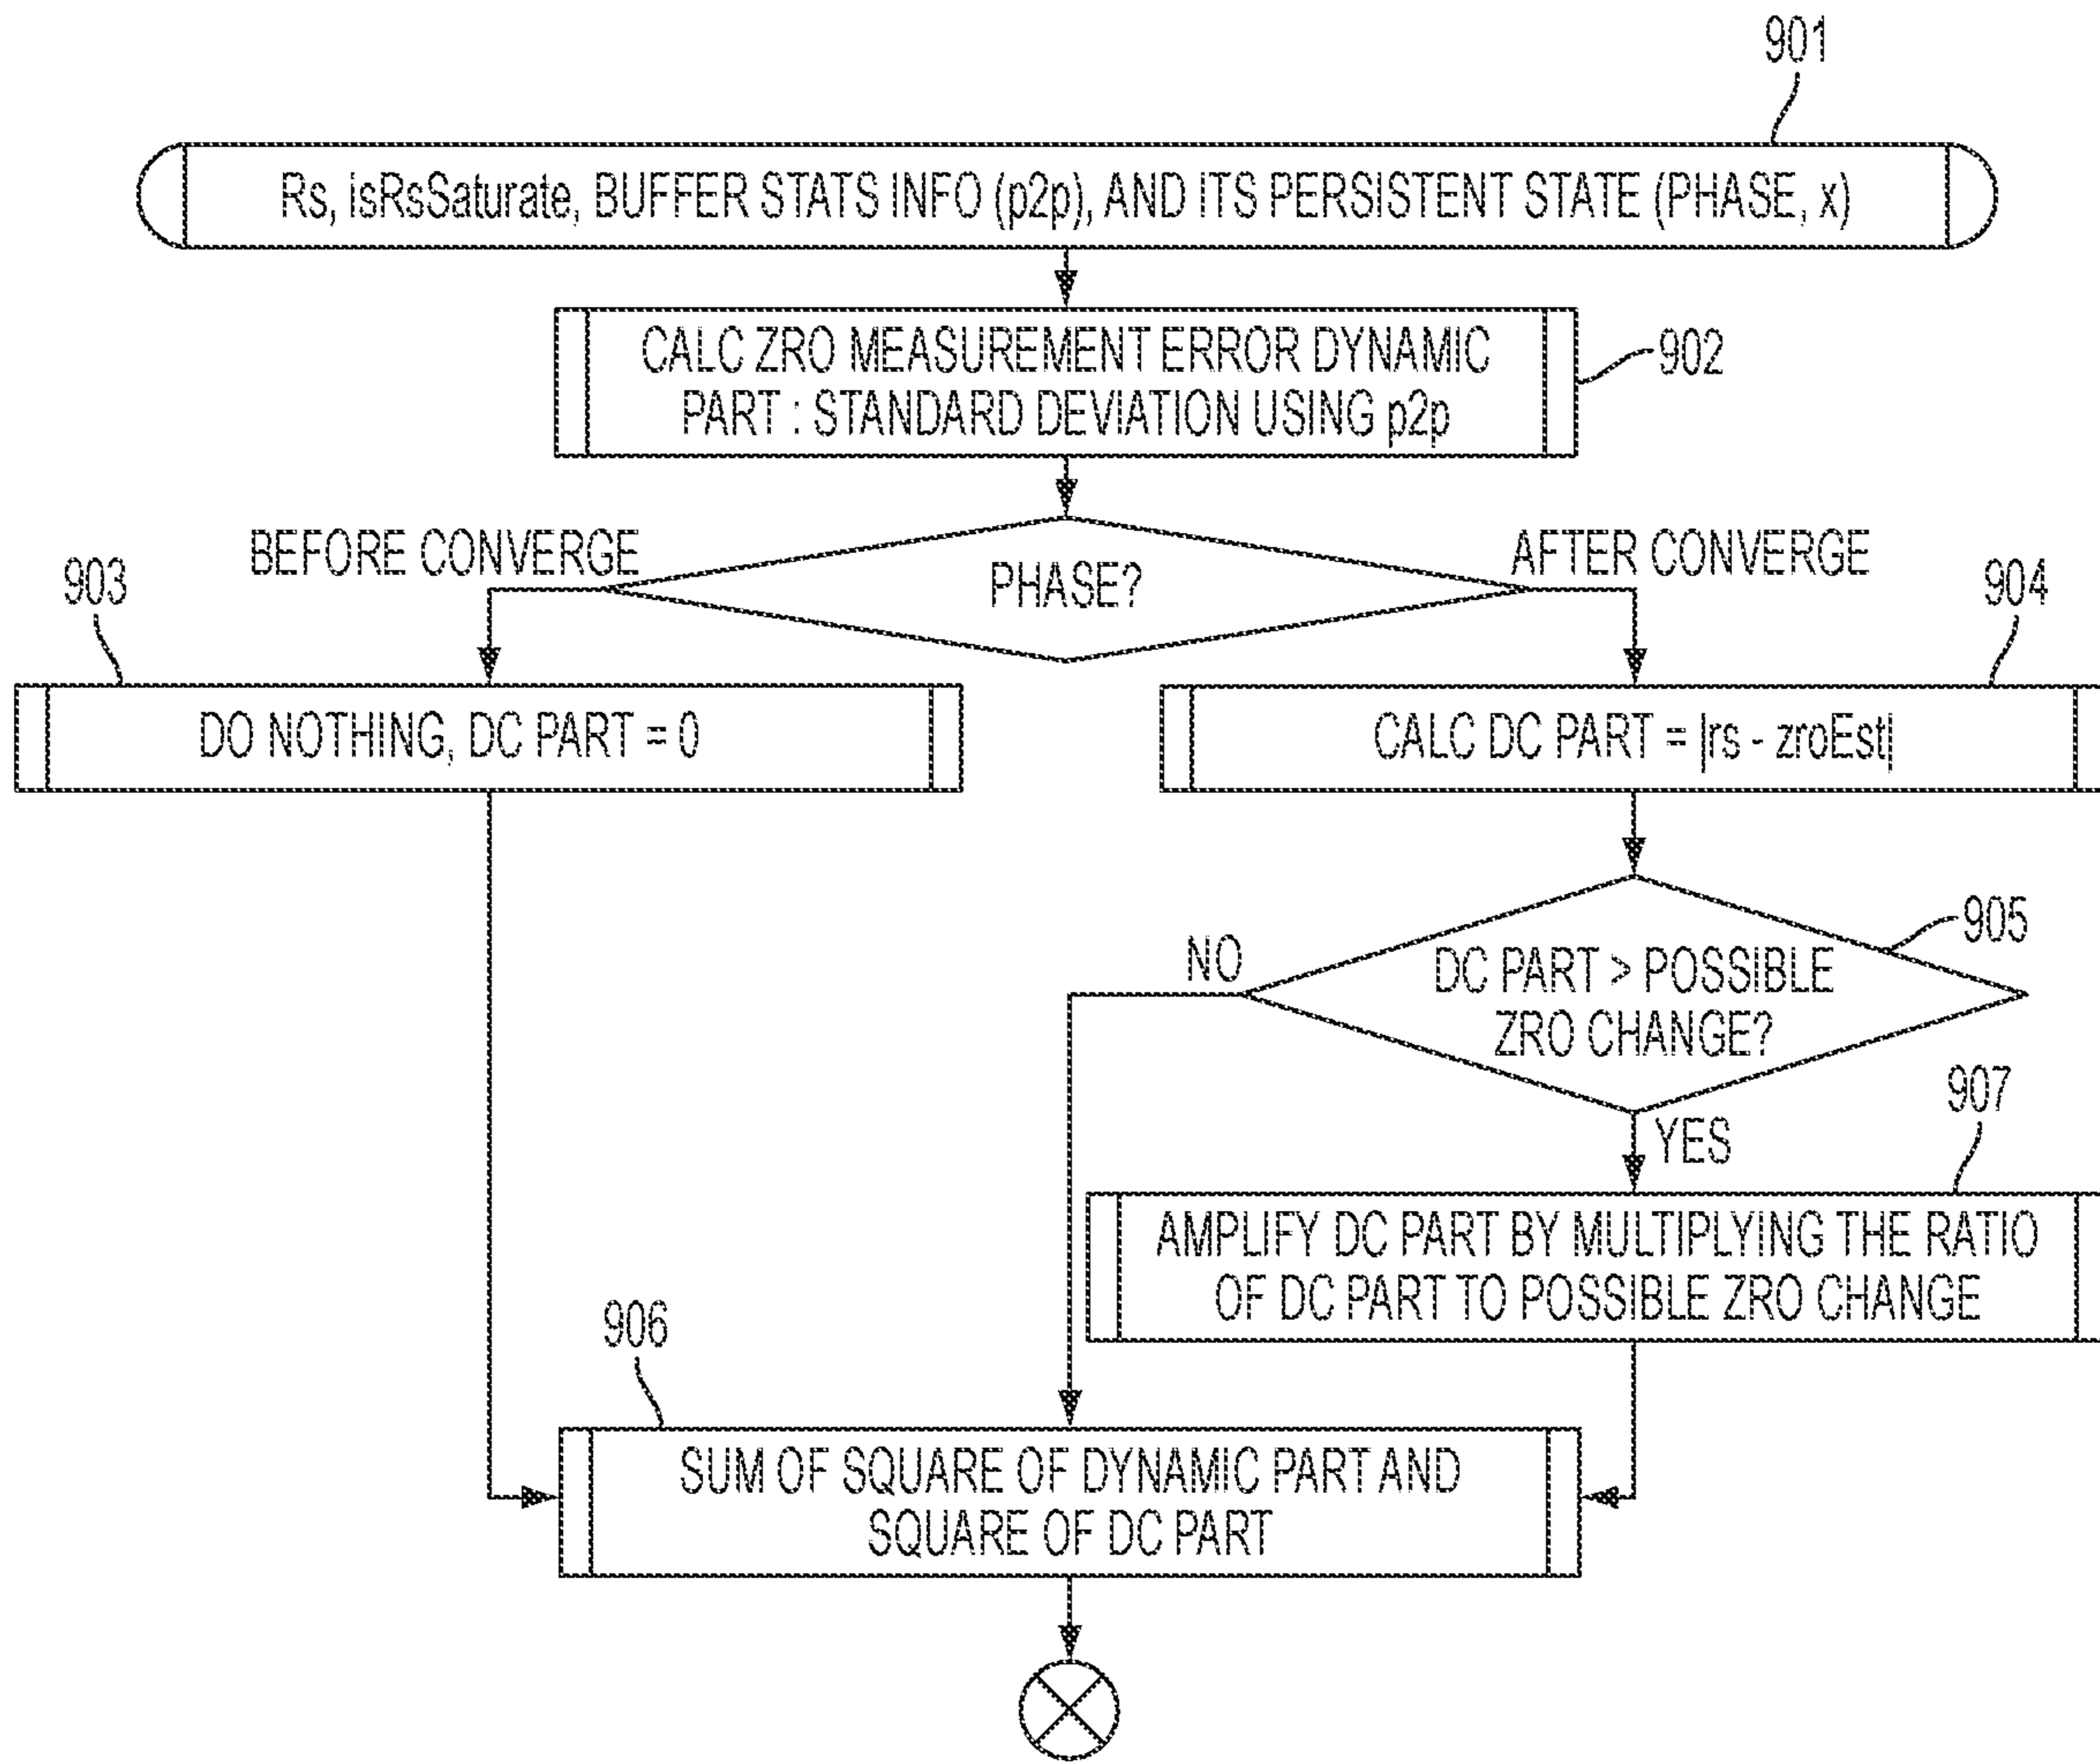 901
Rs, isRsSaturate, BUFFER STATS INFO (p2p), AND ITS PERSISTENT STATE (PHASE, x)
CALC ZRO MEASUREMENT ERROR DYNAMIC
PART : STANDARD DEVIATION USING p2p
902
BEFORE CONVERGE
PHASE?
AFTER CONVERGE
903
904
DO NOTHING, DC PART = 0
CALC DC PART = |rs - zroEst|
905
NO
DC PART > POSSIBLE
ZRO CHANGE?
907
YES
AMPLIFY DC PART BY MULTIPLYING THE RATIO
OF DC PART TO POSSIBLE ZRO CHANGE
906
SUM OF SQUARE OF DYNAMIC PART AND
SQUARE OF DC PART